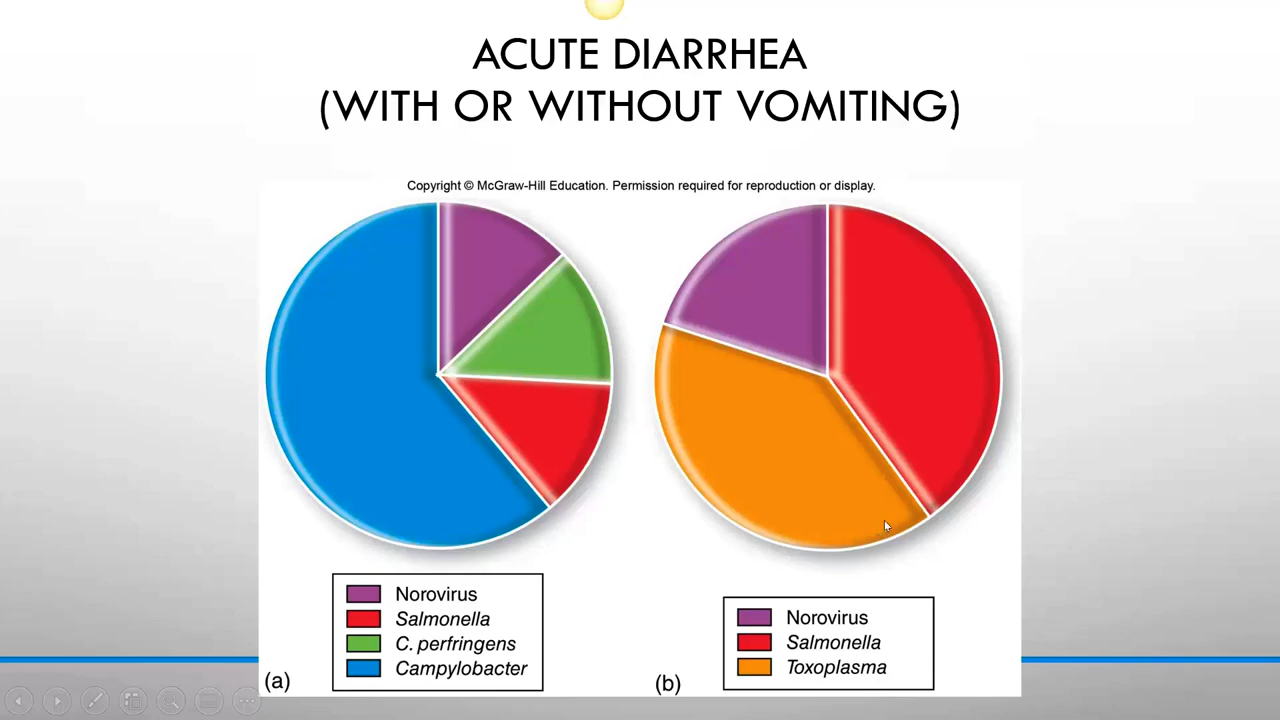 ACUTE DIARRHEA
(WITH OR WITHOUT VOMITING)
Copyright © McGraw-Hill Education. Permission required for reproduction or display.
Norovirus
Salmonella
C. perfringens
Campylobacter
(a)
Norovirus
Salmonella
Toxoplasma
(b)